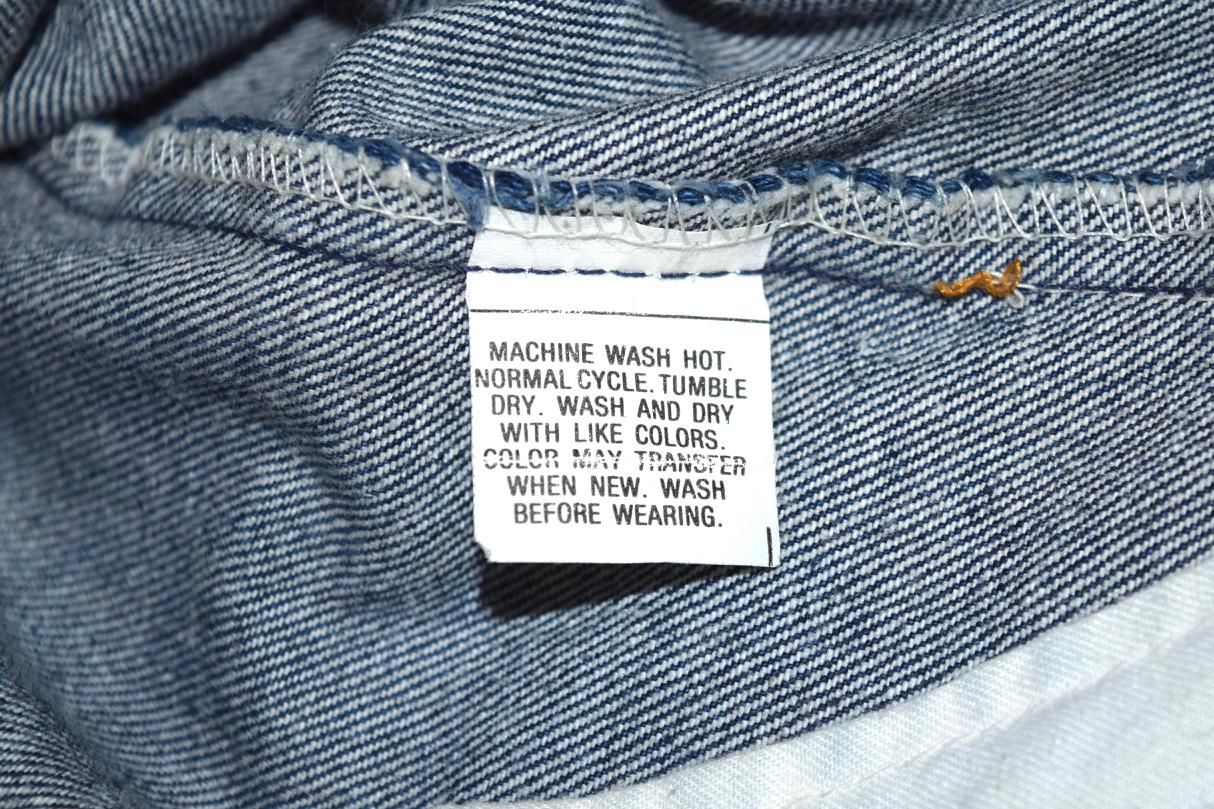 MACHINE WASH HOT.
NORMAL CYCLE. TUMBLE
DRY. WASH AND DRY
WITH LIKE COLORS.
COLOR MAY TRANSFER
WHEN NEW. WASH
BEFORE WEARING.